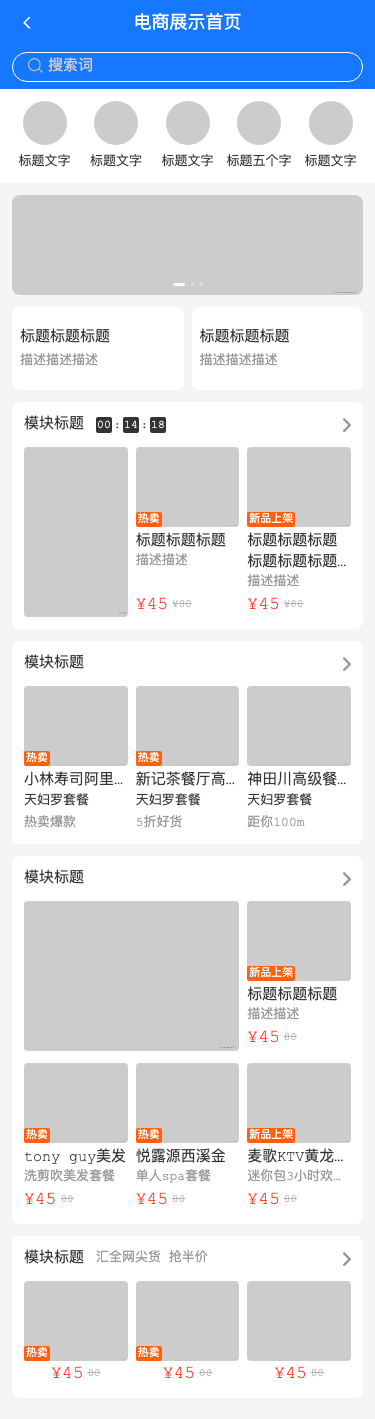 电商展示首页
搜索词
标题文字 标题文字 标题文字 标题五个字 标题文字
标题标题标题 标题标题标题
描述描述描述 描述描述描述
模块标题 00 : 14 : 18
热卖 新品上架
标题标题标题 标题标题标题
描述描述 标题标题标题…
描述描述
¥45 ¥80 ¥45 ¥80
模块标题
热卖 热卖
小林寿司阿里… 新记茶餐厅高… 神田川高级餐…
天妇罗套餐 天妇罗套餐 天妇罗套餐
热卖爆款 5折好货 距你100m
模块标题
新品上架
标题标题标题
描述描述
¥45 80
热卖 热卖 新品上架
tony guy美发 悦露源西溪金 麦歌KTV黄龙…
洗剪吹美发套餐 单人spa套餐 迷你包3小时欢…
¥45 80 ¥45 80 ¥45 80
模块标题 汇全网尖货 抢半价
热卖 热卖
¥45 80 ¥45 80 ¥45 80